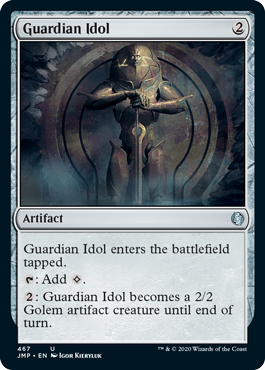 Guardian Idol 2
Artifact
Guardian Idol enters the battlefield
tapped.
: Add .
2: Guardian Idol becomes a 2/2
Golem artifact creature until end of
turn.
467 U
JMP • EN Igor Kieryluk
™ & © 2020 Wizards of the Coast